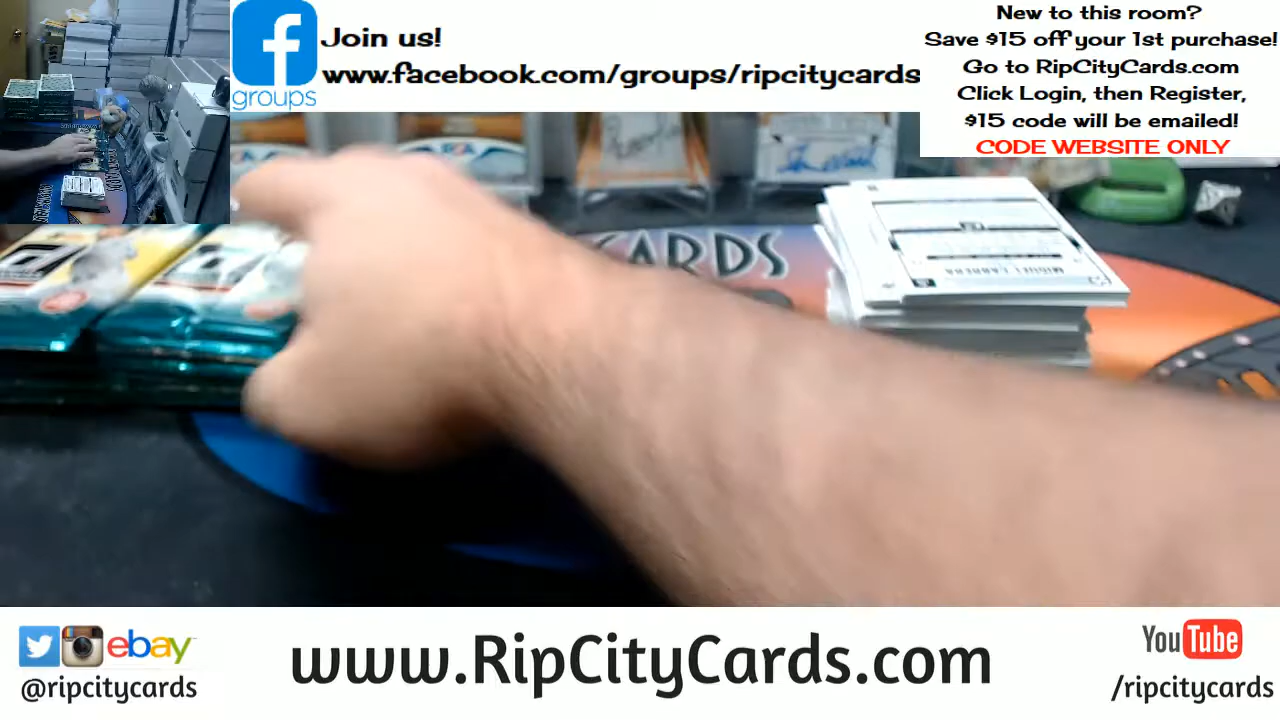 f
groups
Join us!
www.facebook.com/groups/ripcitycards
New to this room?
Save $15 off your 1st purchase!
Go to RipCityCards.com
Click Login, then Register,
$15 code will be emailed!
CODE WEBSITE ONLY
CARDS
MIGUEL CABRERA
ebay
@ripcitycards
www.RipCityCards.com
YouTube
/ripcitycards